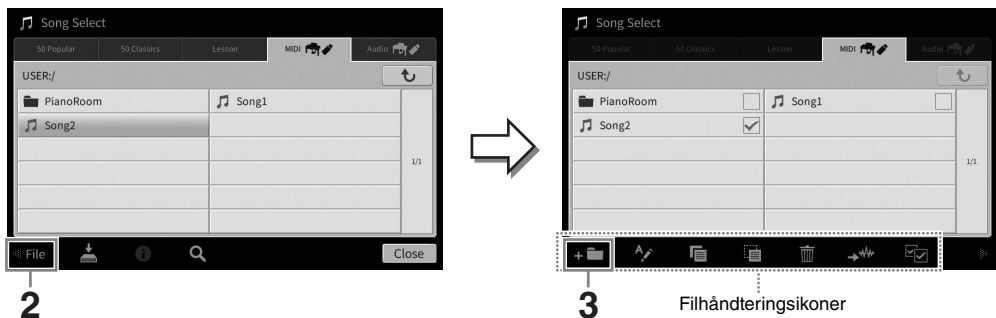 Song Select
50 Popular 50 Classics Lesson MIDI Audio
USER:/
PianoRoom Song1
Song2
1/1
File Close
2
Song Select
50 Popular 50 Classics Lesson MIDI Audio
USER:/
PianoRoom Song1
Song2
1/1
3
Filhåndteringsikoner